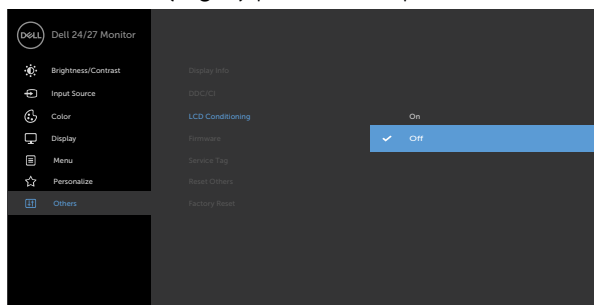 DELL Dell 24/27 Monitor
Brightness/Contrast Display Info
Input Source DDC/CI
Color LCD Conditioning On
Display Firmware Off
Menu Service Tag
Personalize Reset Others
Others Factory Reset